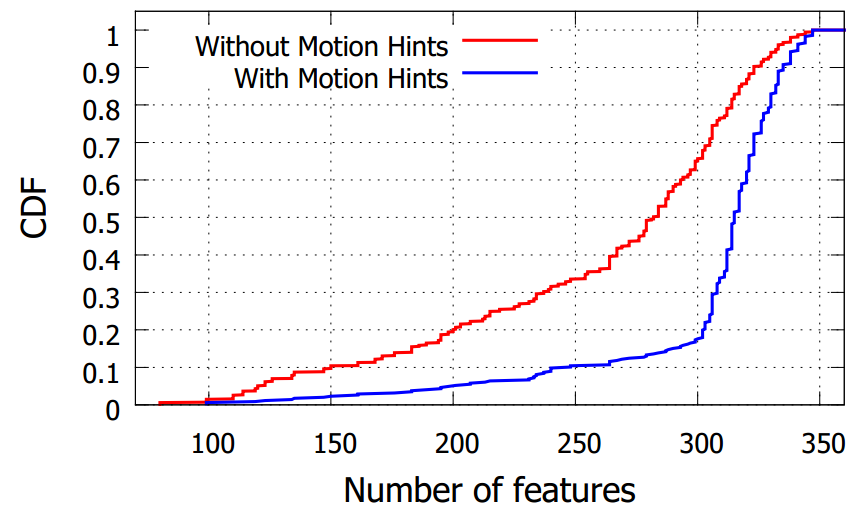 Without Motion Hints
With Motion Hints
1
0.9
0.8
0.7
0.6
0.5
0.4
0.3
0.2
0.1
0
CDF
100 150 200 250 300 350
Number of features